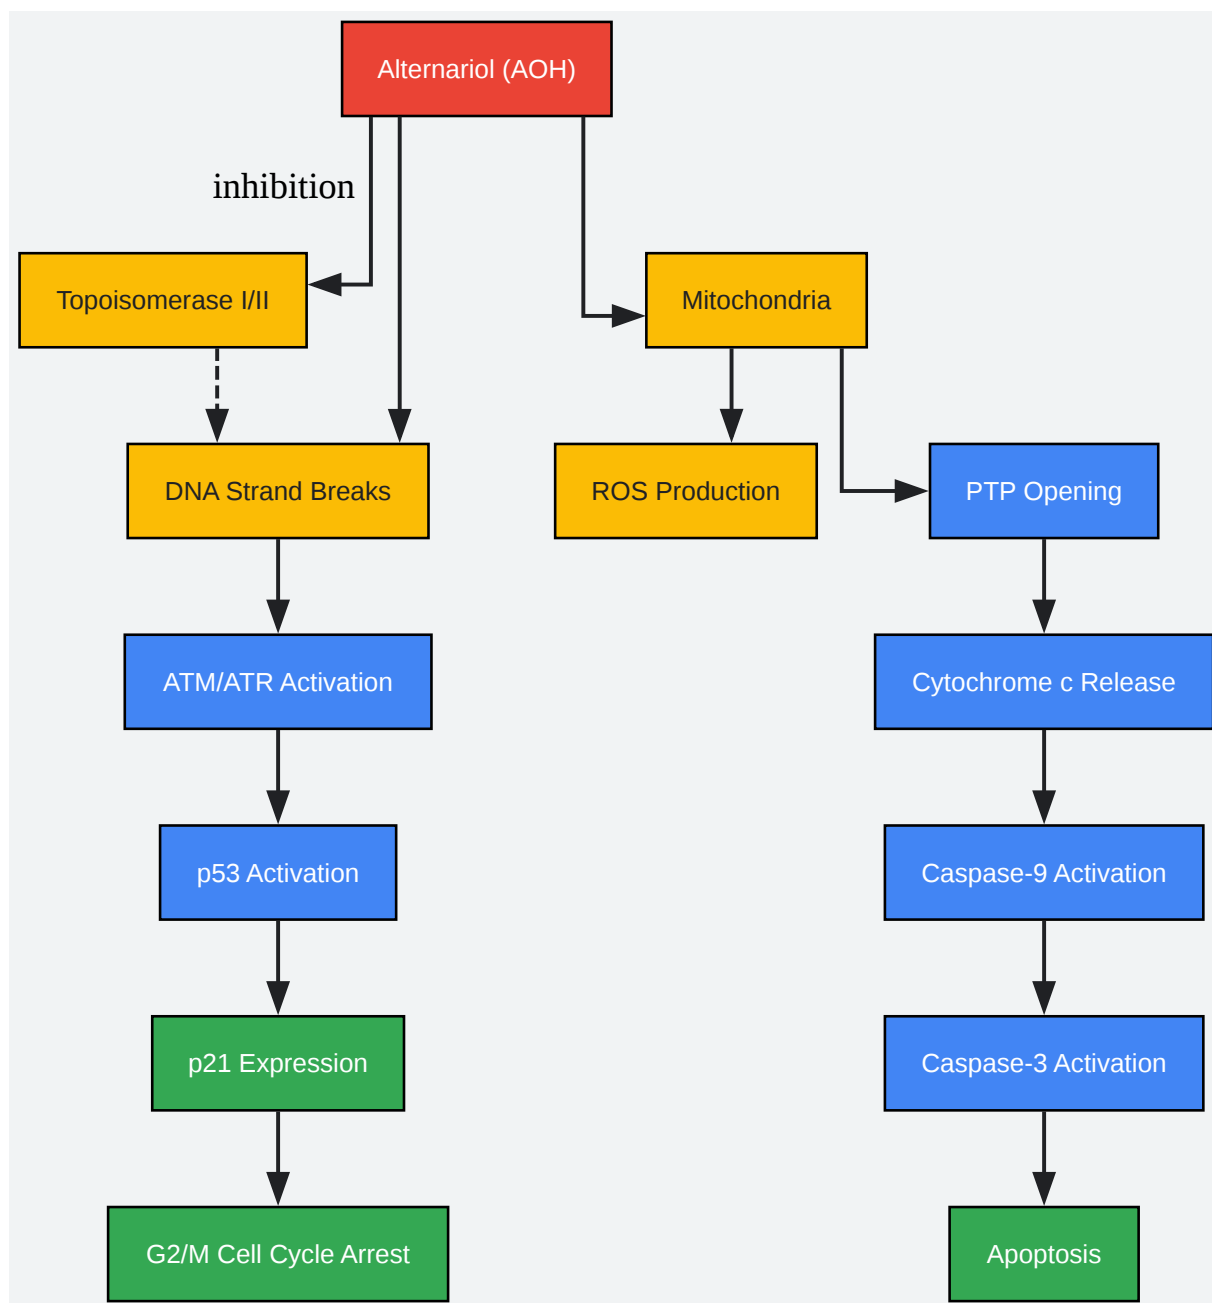 Alternariol (AOH)
inhibition
Topoisomerase I/II
Mitochondria
DNA Strand Breaks
ROS Production
PTP Opening
ATM/ATR Activation
Cytochrome c Release
p53 Activation
Caspase-9 Activation
p21 Expression
Caspase-3 Activation
G2/M Cell Cycle Arrest
Apoptosis